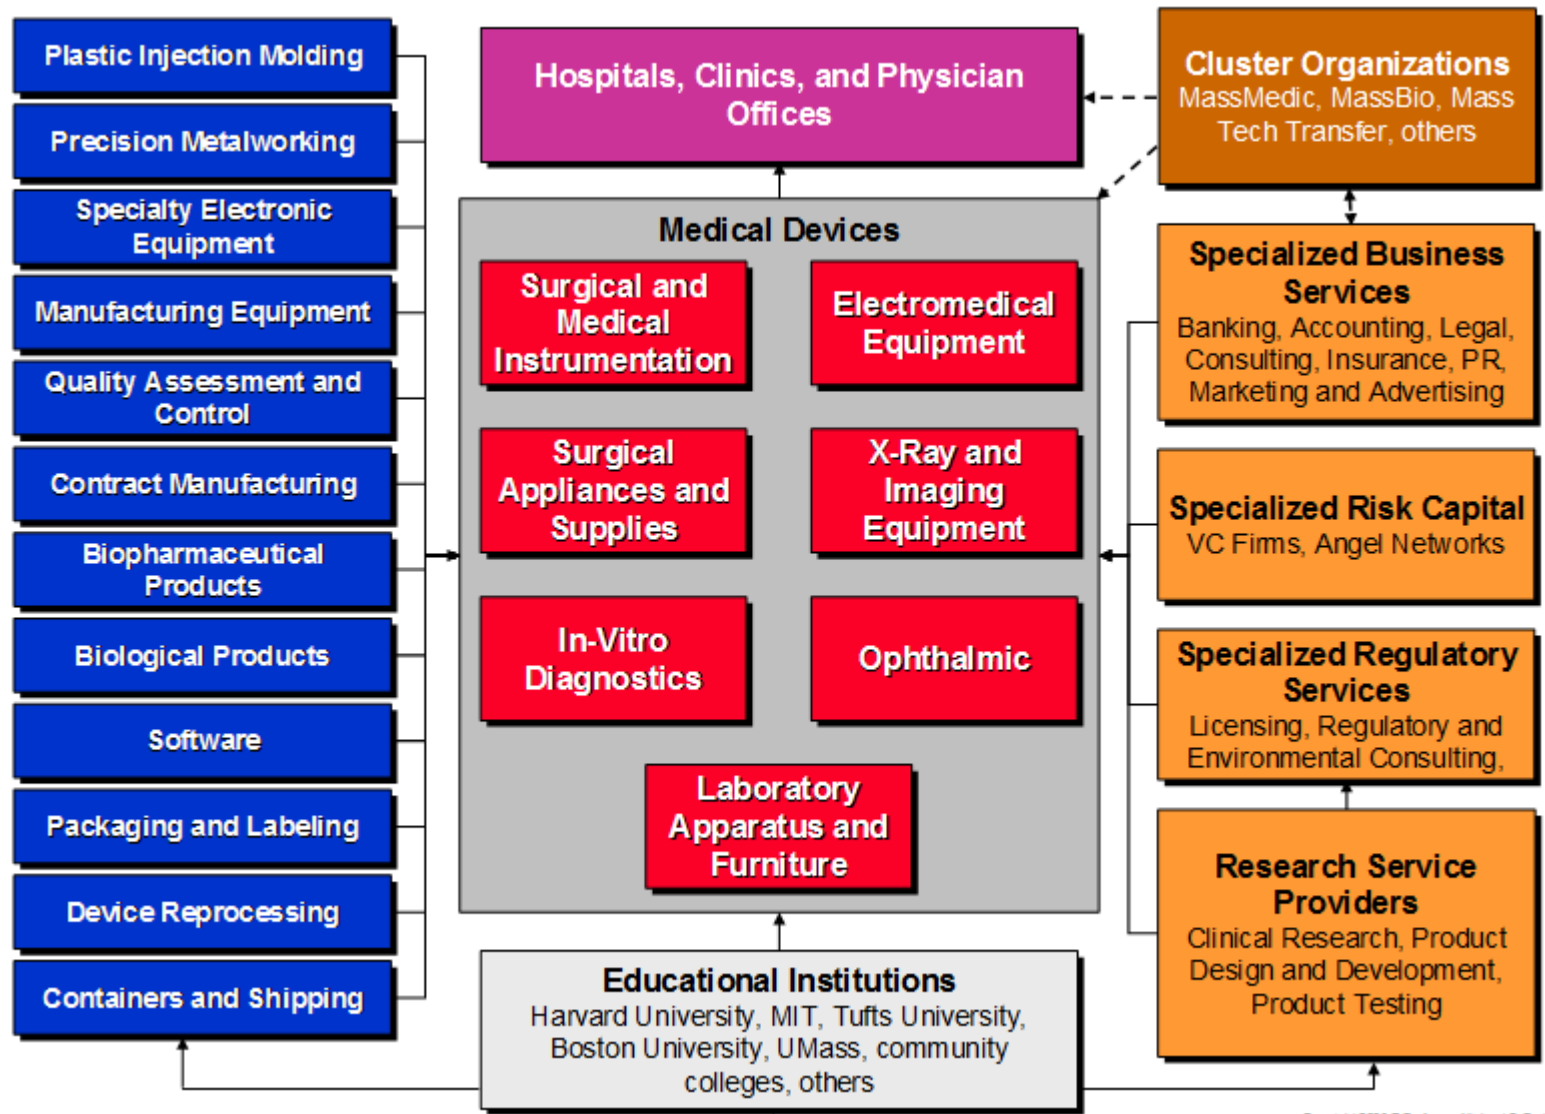 Plastic Injection Molding
Precision Metalworking
Specialty Electronic
Equipment
Manufacturing Equipment
Quality Assessment and
Control
Contract Manufacturing
Biopharmaceutical
Products
Biological Products
Software
Packaging and Labeling
Device Reprocessing
Containers and Shipping
Hospitals, Clinics, and Physician
Offices
Medical Devices
Surgical and
Medical
Instrumentation
Electromedical
Equipment
Surgical
Appliances and
Supplies
X-Ray and
Imaging
Equipment
In-Vitro
Diagnostics
Ophthalmic
Laboratory
Apparatus and
Furniture
Educational Institutions
Harvard University, MIT, Tufts University,
Boston University, UMass, community
colleges, others
Cluster Organizations
MassMedic, MassBio, Mass
Tech Transfer, others
Specialized Business
Services
Banking, Accounting, Legal,
Consulting, Insurance, PR,
Marketing and Advertising
Specialized Risk Capital
VC Firms, Angel Networks
Specialized Regulatory
Services
Licensing, Regulatory and
Environmental Consulting,
Research Service
Providers
Clinical Research, Product
Design and Development,
Product Testing